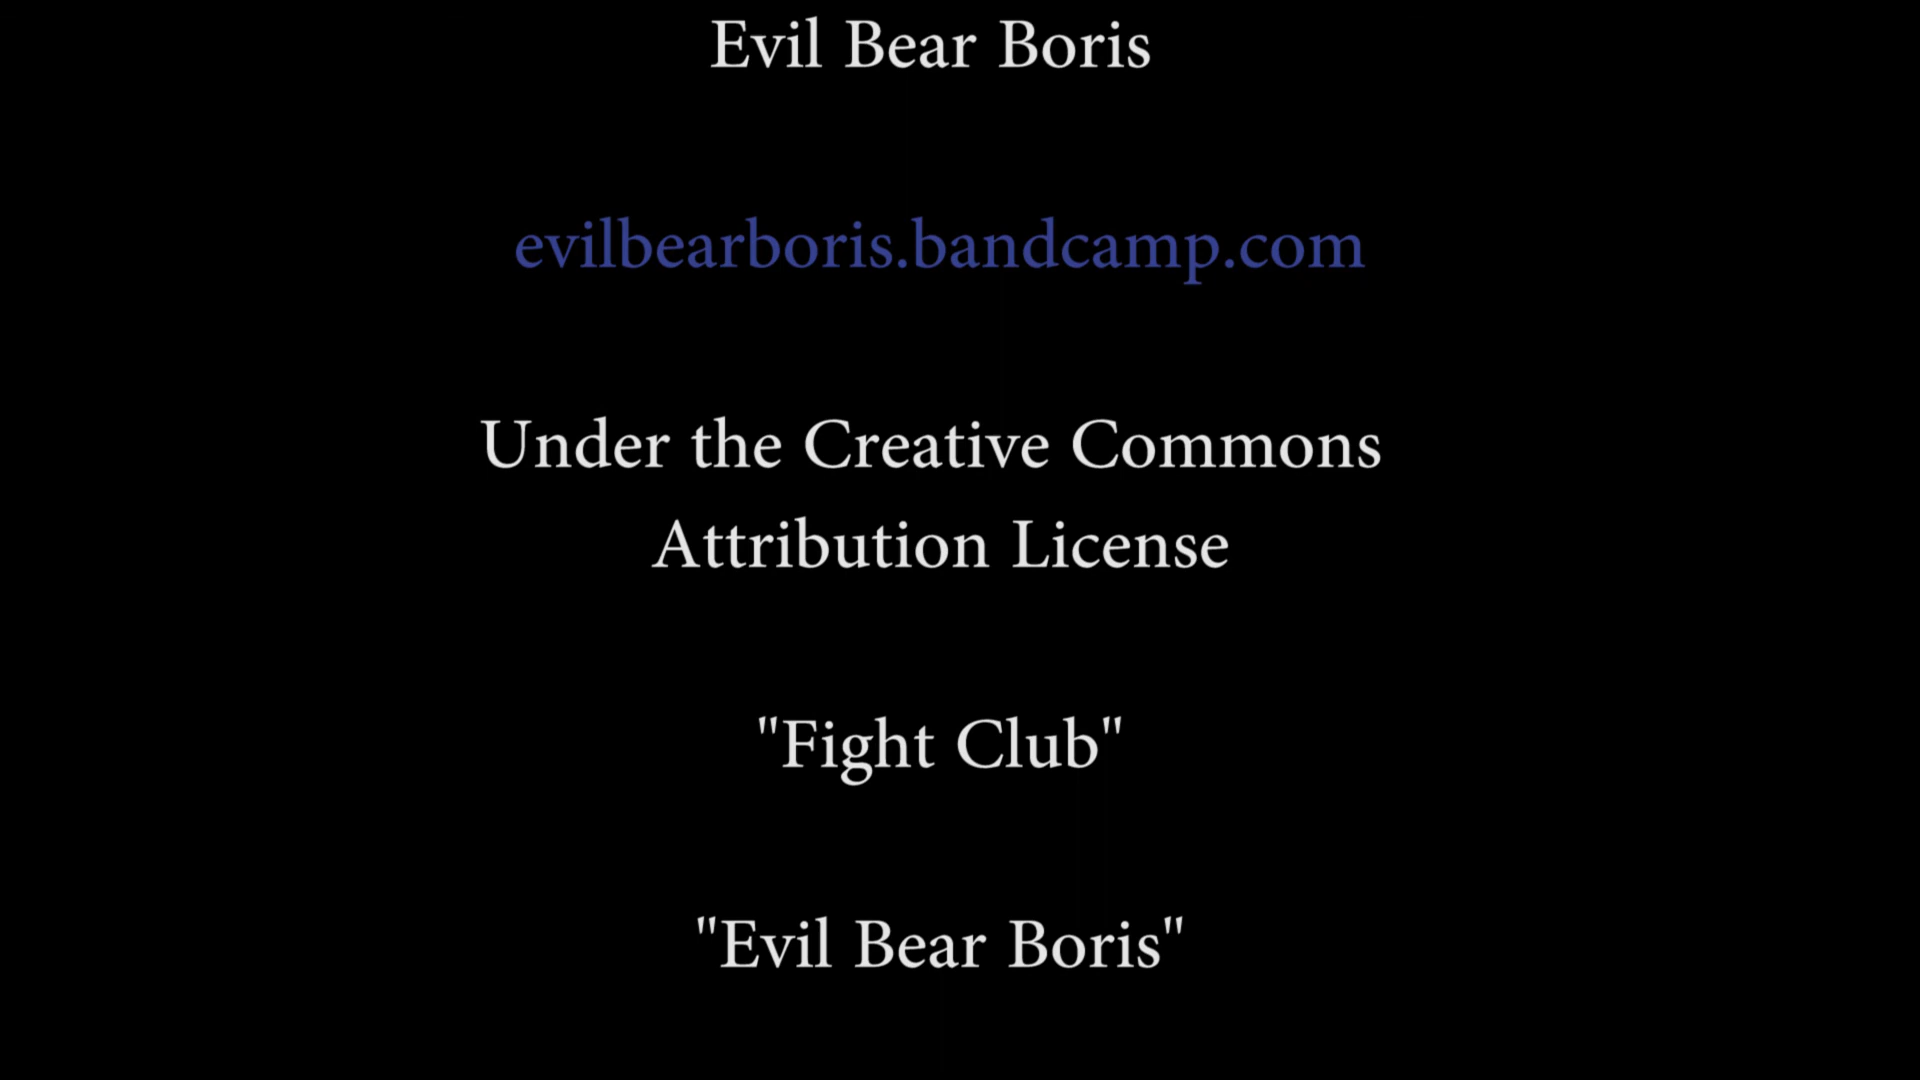 Evil Bear Boris
evilbearboris.bandcamp.com
Under the Creative Commons
Attribution License
"Fight Club"
"Evil Bear Boris"